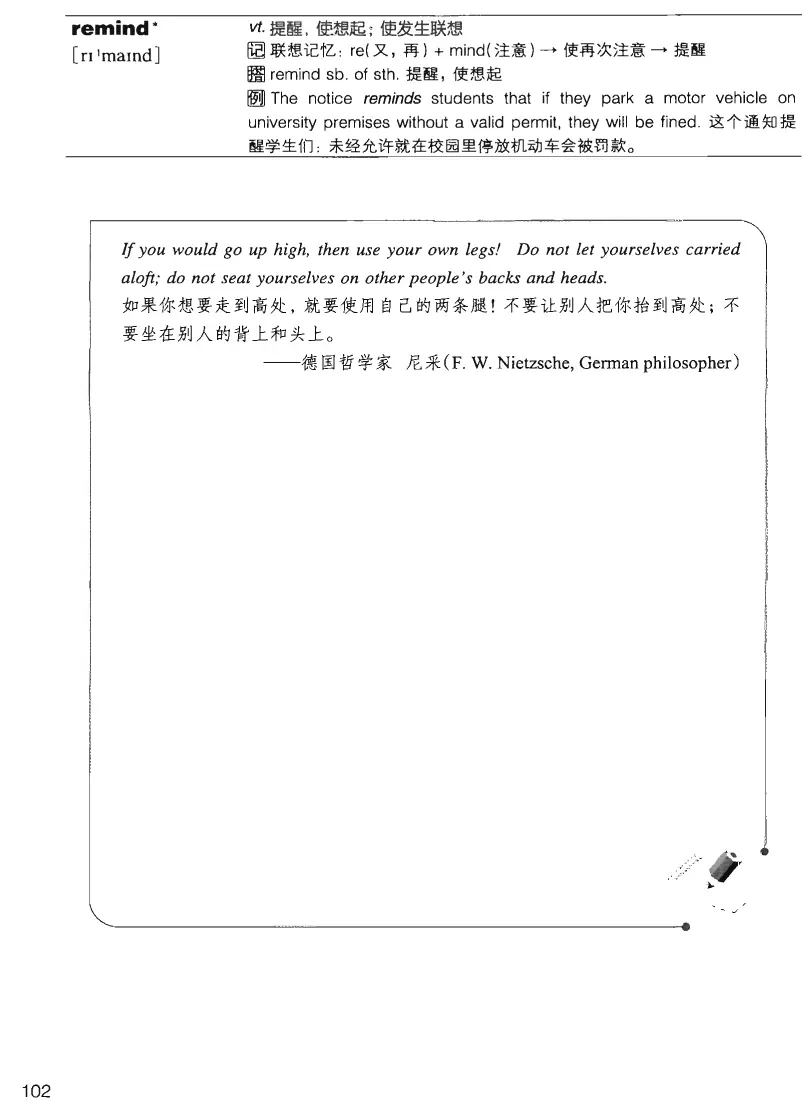 remind*
[rɪˈmaɪnd]
vt. 提醒，使想起；使发生联想
记 联想记忆：re(又，再) + mind(注意) → 使再次注意 → 提醒
搭 remind sb. of sth. 提醒，使想起
例 The notice reminds students that if they park a motor vehicle on
university premises without a valid permit, they will be fined. 这个通知提
醒学生们：未经允许就在校园里停放机动车会被罚款。
If you would go up high, then use your own legs! Do not let yourselves carried
aloft; do not seat yourselves on other people's backs and heads.
如果你想要走到高处，就要使用自己的两条腿！不要让别人把你抬到高处；不
要坐在别人的背上和头上。
——德国哲学家 尼采(F. W. Nietzsche, German philosopher)
102